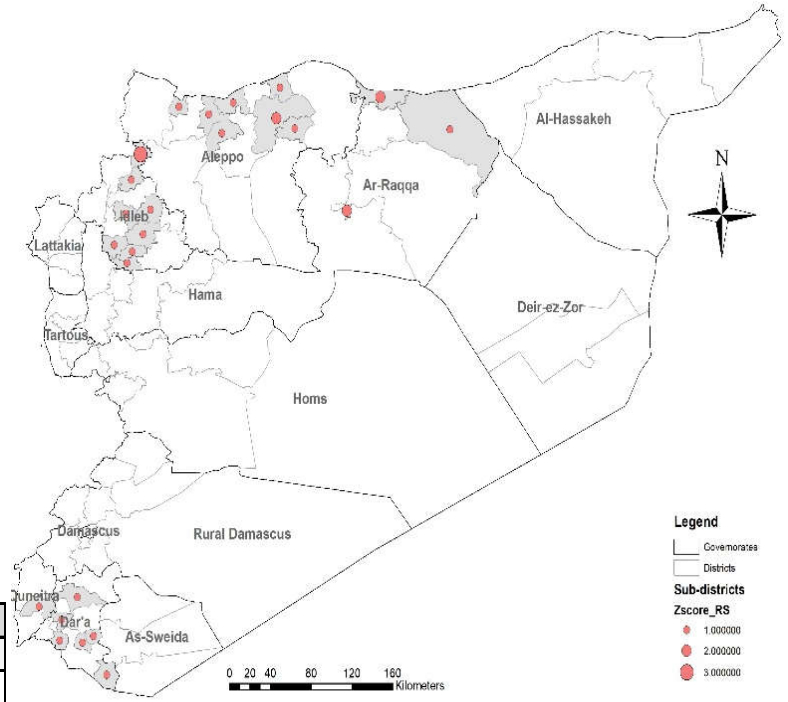 Al-Hassakeh
Aleppo
N
Ar-Raqqa
Idleb
Lattakia
Hama
Deir-ez-Zor
Tartous
Homs
Damascus
Rural Damascus
Quneitra
Dar'a
As-Sweida
Legend
Governorates
Districts
Sub-districts
Zscore_RS
1.000000
2.000000
3.000000
0 20 40 80 120 160
Kilometers